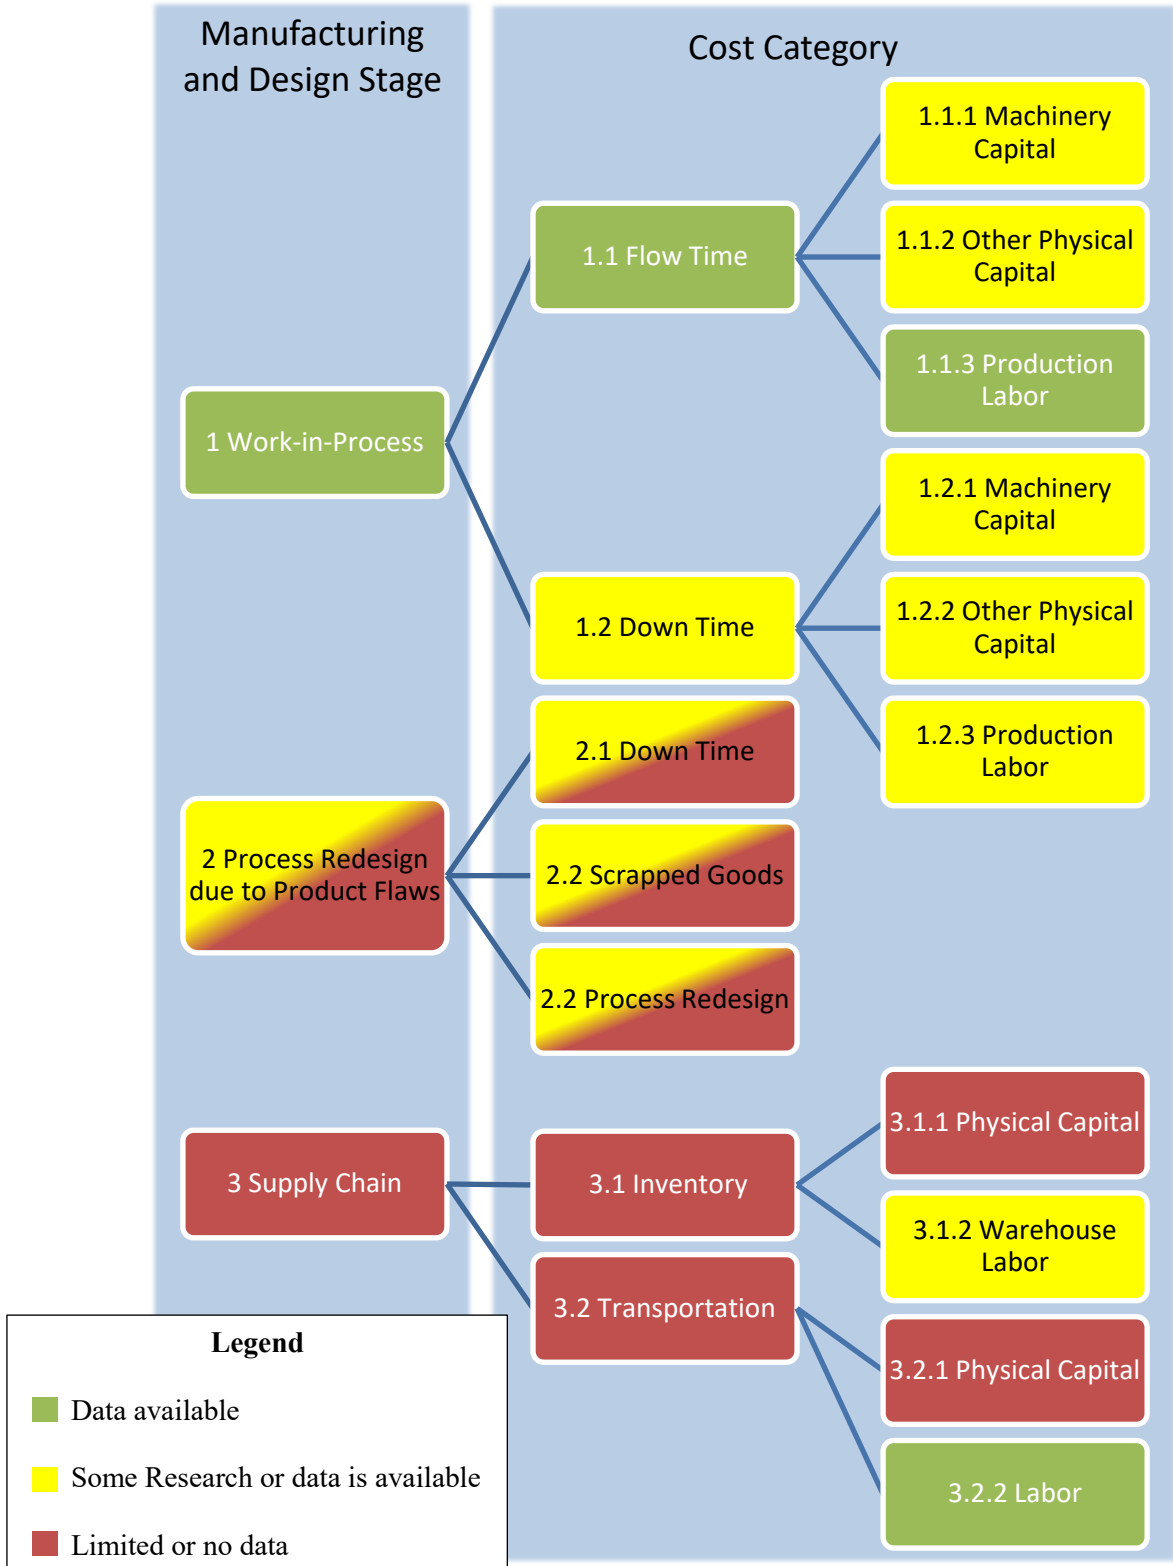 Manufacturing
and Design Stage
Cost Category
1.1.1 Machinery
Capital
1.1 Flow Time
1.1.2 Other Physical
Capital
1.1.3 Production
Labor
1 Work-in-Process
1.2.1 Machinery
Capital
1.2 Down Time
1.2.2 Other Physical
Capital
1.2.3 Production
Labor
2.1 Down Time
2 Process Redesign
due to Product Flaws
2.2 Scrapped Goods
2.2 Process Redesign
3.1.1 Physical Capital
3 Supply Chain
3.1 Inventory
3.1.2 Warehouse
Labor
3.2 Transportation
3.2.1 Physical Capital
3.2.2 Labor
Legend
Data available
Some Research or data is available
Limited or no data